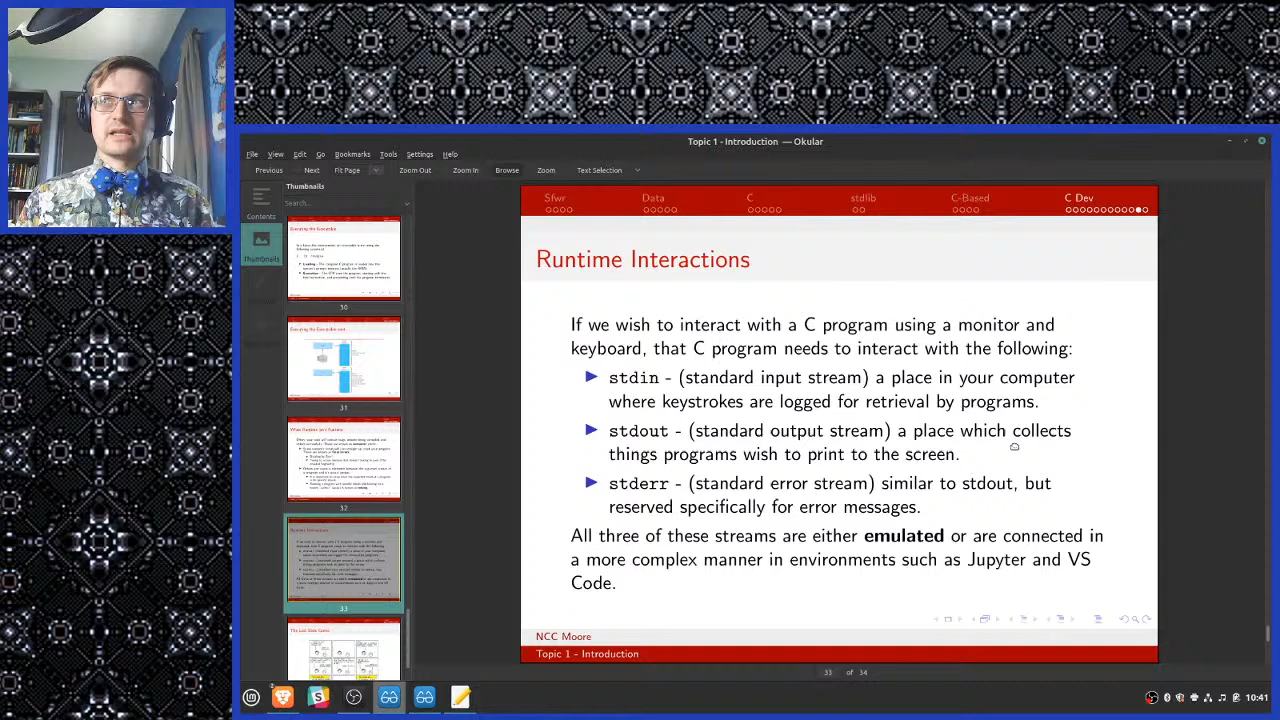 Topic 1 - Introduction — Okular
File View Edit Go Bookmarks Tools Settings Help
Previous Next Fit Page Zoom Out Zoom In Browse Zoom Text Selection
Thumbnails
Search...
Contents
Thumbnails
30
31
32
33
Sfwr Data C stdlib C-Based C Dev
Runtime Interactions
If we wish to interact with a C program using a monitor and
keyboard, that C program needs to interact with the following:
stdin - (standard input stream) a place in your computer
where keystrokes are logged for retrieval by programs.
stdout - (standard output stream) a place which collects
things programs wish to print to the screen.
stderr - (standard error stream) similar to stdout, but
reserved specifically for error messages.
All three of these streams are either emulated or are connected in
a more complex manner in environments such as Jupyter and VS
Code.
NCC Moore
Topic 1 - Introduction
33 of 34
10:41